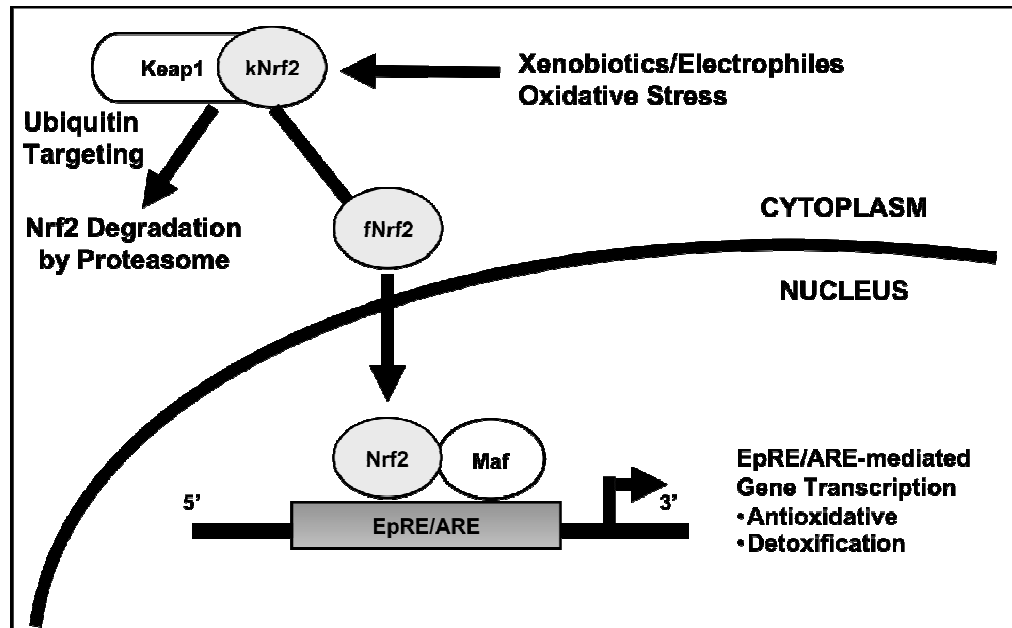 Keap1
kNrf2
Xenobiotics/Electrophiles
Oxidative Stress
Ubiquitin
Targeting
Nrf2 Degradation
by Proteasome
fNrf2
CYTOPLASM
NUCLEUS
Nrf2
Maf
EpRE/ARE-mediated
Gene Transcription
•Antioxidative
•Detoxification
5’
3’
EpRE/ARE